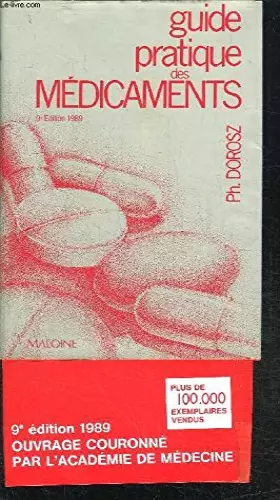 le-livre
guide
pratique
des
MÉDICAMENTS
9e Edition 1989
Ph. DOROSZ
MALOINE
PLUS DE
100.000
EXEMPLAIRES
VENDUS
9e édition 1989
OUVRAGE COURONNÉ
PAR L'ACADÉMIE DE MÉDECINE